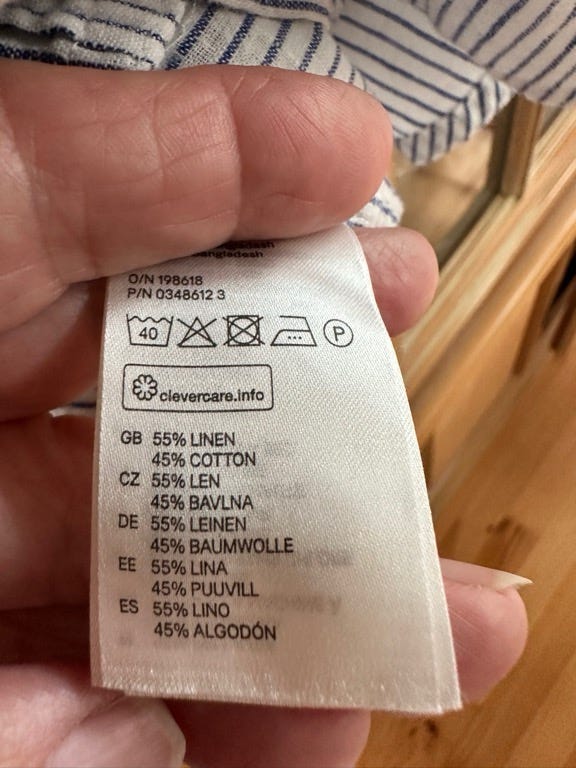 Bangladesh
O/N 198618
P/N 0348612 3
40 P
clevercare.info
GB 55% LINEN
45% COTTON
CZ 55% LEN
45% BAVLNA
DE 55% LEINEN
45% BAUMWOLLE
EE 55% LINA
45% PUUVILL
ES 55% LINO
45% ALGODÓN